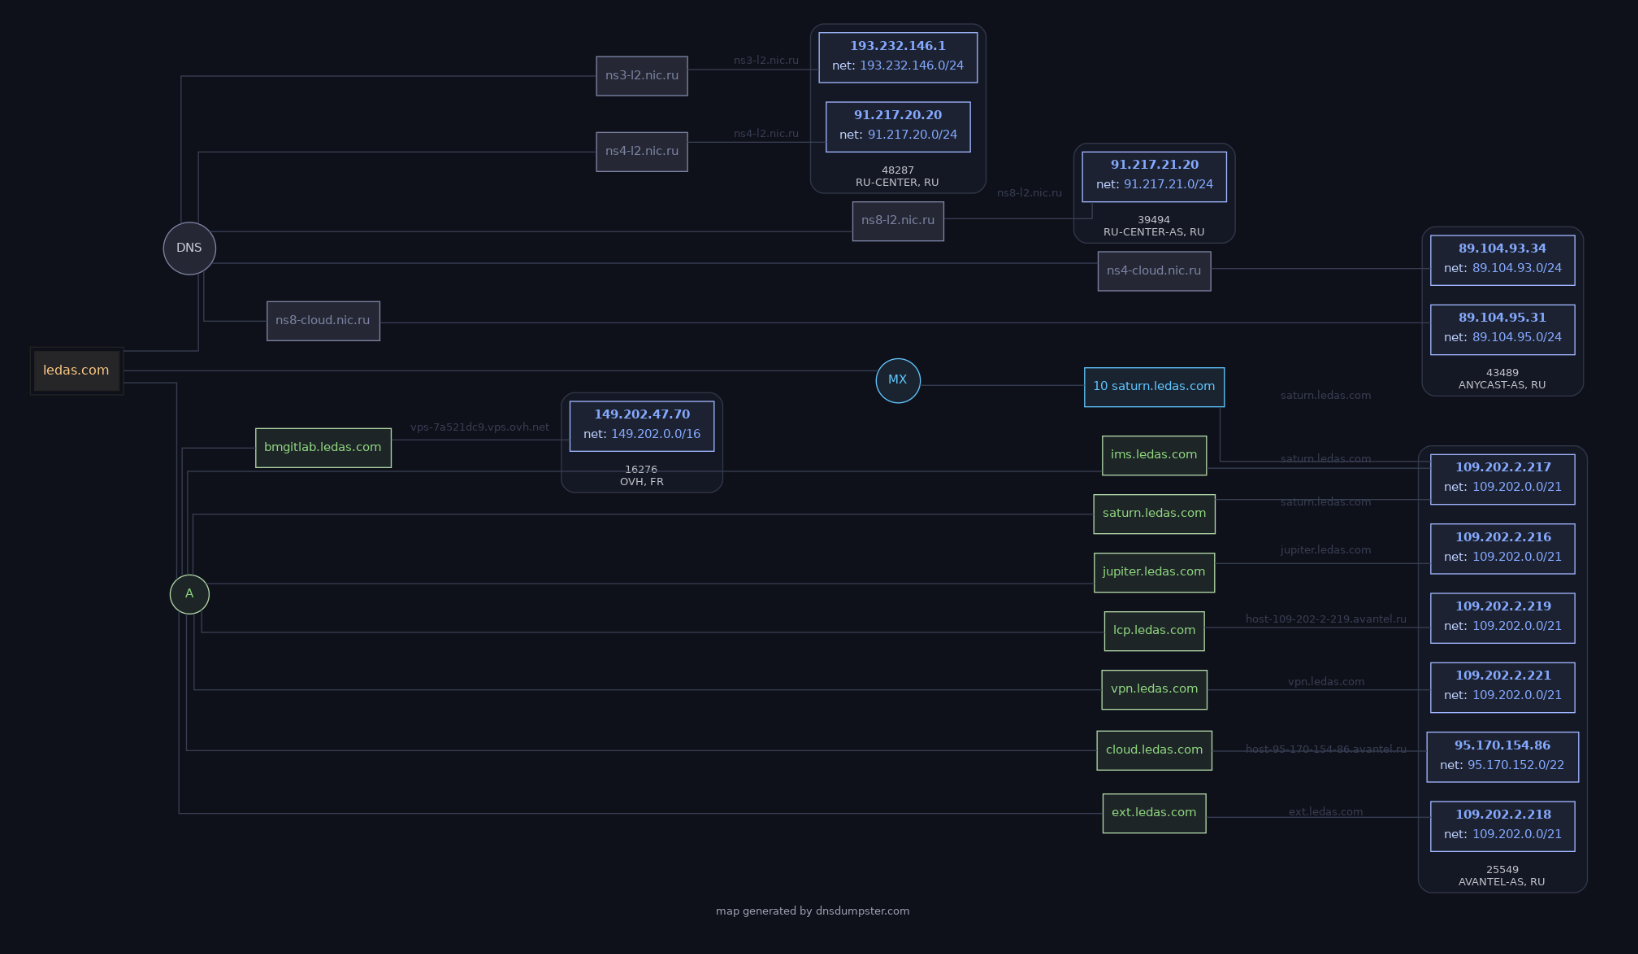 ns3-l2.nic.ru
ns3-l2.nic.ru
193.232.146.1
net: 193.232.146.0/24
ns4-l2.nic.ru
ns4-l2.nic.ru
91.217.20.20
net: 91.217.20.0/24
48287
RU-CENTER, RU
ns8-l2.nic.ru
ns8-l2.nic.ru
91.217.21.20
net: 91.217.21.0/24
39494
RU-CENTER-AS, RU
DNS
ns4-cloud.nic.ru
89.104.93.34
net: 89.104.93.0/24
ns8-cloud.nic.ru
89.104.95.31
net: 89.104.95.0/24
43489
ANYCAST-AS, RU
ledas.com
MX
10 saturn.ledas.com
saturn.ledas.com
bmgitlab.ledas.com
vps-7a521dc9.vps.ovh.net
149.202.47.70
net: 149.202.0.0/16
16276
OVH, FR
ims.ledas.com
saturn.ledas.com
109.202.2.217
net: 109.202.0.0/21
saturn.ledas.com
saturn.ledas.com
jupiter.ledas.com
jupiter.ledas.com
109.202.2.216
net: 109.202.0.0/21
A
lcp.ledas.com
host-109-202-2-219.avantel.ru
109.202.2.219
net: 109.202.0.0/21
vpn.ledas.com
vpn.ledas.com
109.202.2.221
net: 109.202.0.0/21
cloud.ledas.com
host-95-170-154-86.avantel.ru
95.170.154.86
net: 95.170.152.0/22
ext.ledas.com
ext.ledas.com
109.202.2.218
net: 109.202.0.0/21
25549
AVANTEL-AS, RU
map generated by dnsdumpster.com